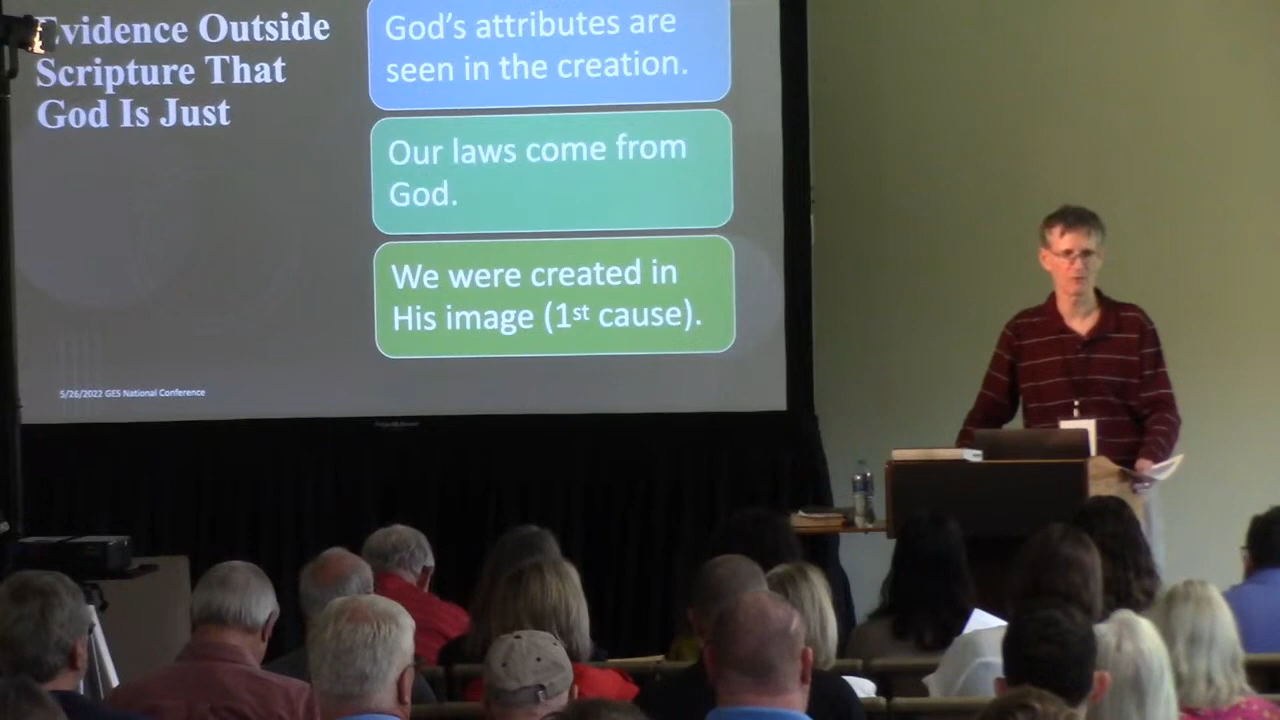 Evidence Outside
Scripture That
God Is Just
God's attributes are
seen in the creation.
Our laws come from
God.
We were created in
His image (1st cause).
5/26/2022 GES National Conference